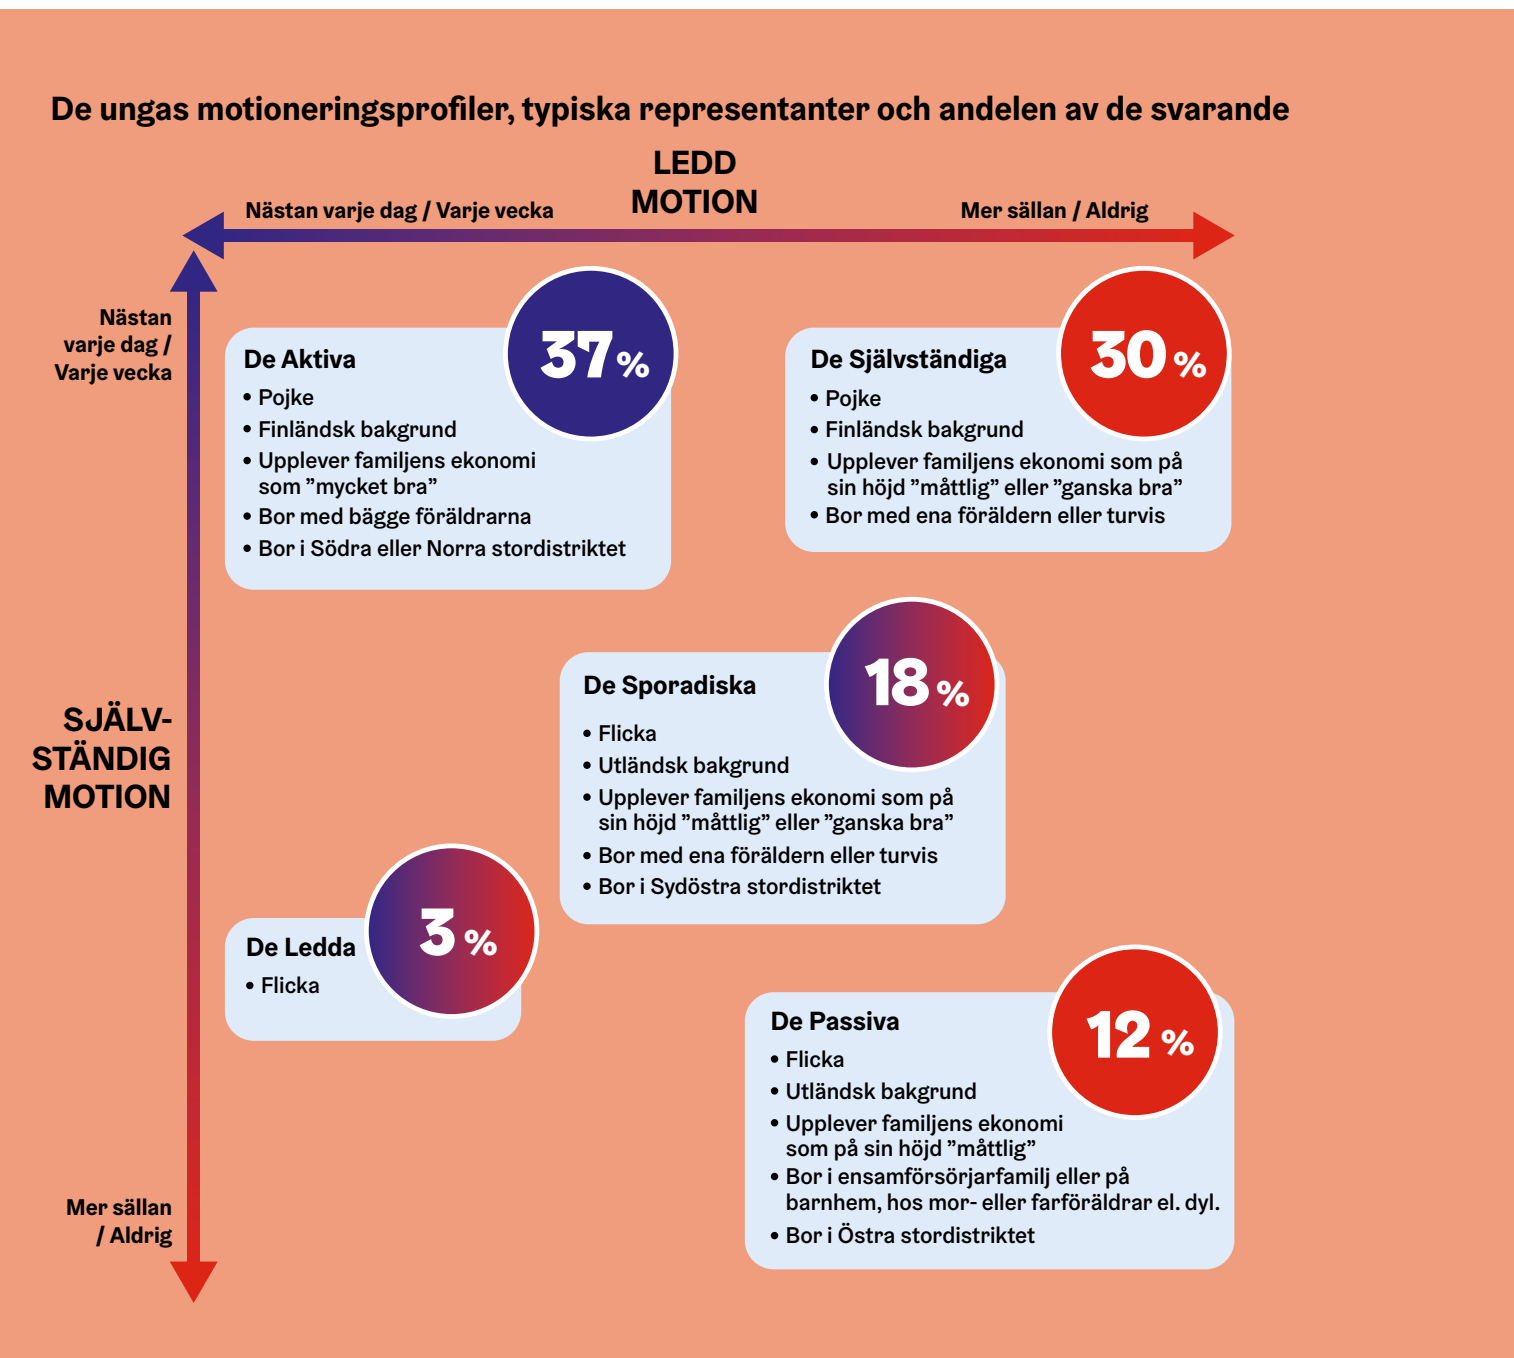 De ungas motioneringsprofiler, typiska representanter och andelen av de svarande
LEDD
MOTION
Nästan varje dag / Varje vecka
Mer sällan / Aldrig
Nästan
varje dag /
Varje vecka
SJÄLV-
STÄNDIG
MOTION
Mer sällan
/ Aldrig
De Aktiva
37 %
• Pojke
• Finländsk bakgrund
• Upplever familjens ekonomi
som ”mycket bra”
• Bor med bägge föräldrarna
• Bor i Södra eller Norra stordistriktet
De Självständiga
30 %
• Pojke
• Finländsk bakgrund
• Upplever familjens ekonomi som på
sin höjd ”måttlig” eller ”ganska bra”
• Bor med ena föräldern eller turvis
De Sporadiska
18 %
• Flicka
• Utländsk bakgrund
• Upplever familjens ekonomi som på
sin höjd ”måttlig” eller ”ganska bra”
• Bor med ena föräldern eller turvis
• Bor i Sydöstra stordistriktet
De Ledda
3 %
• Flicka
De Passiva
12 %
• Flicka
• Utländsk bakgrund
• Upplever familjens ekonomi
som på sin höjd ”måttlig”
• Bor i ensamförsörjarfamilj eller på
barnhem, hos mor- eller farföräldrar el. dyl.
• Bor i Östra stordistriktet